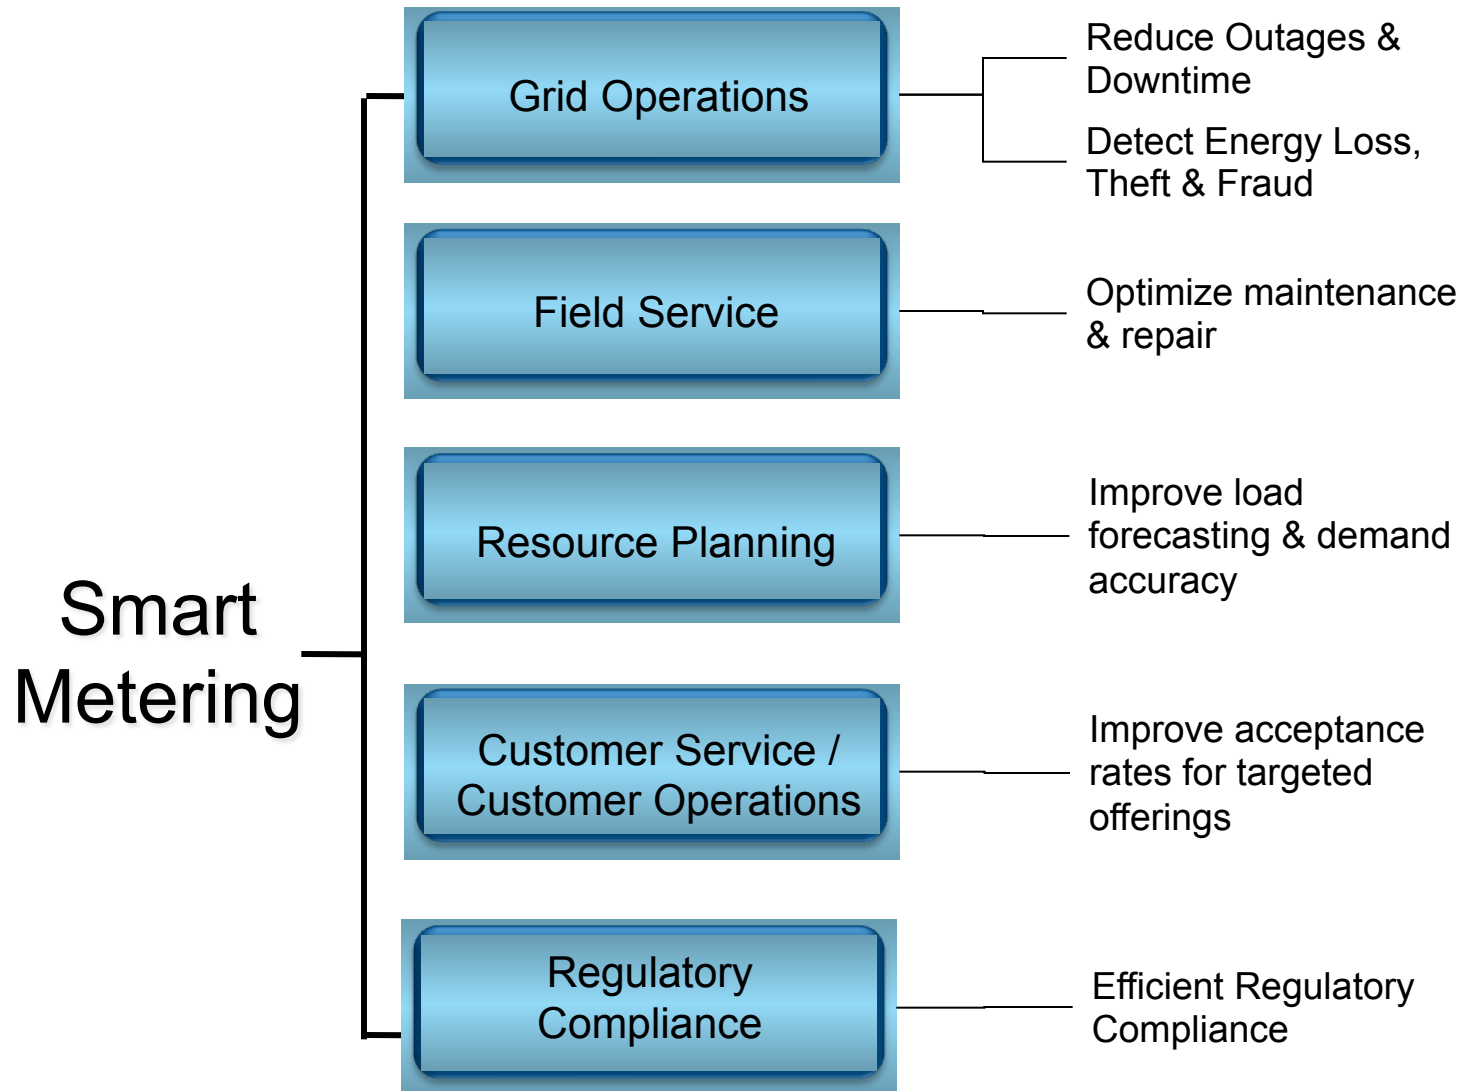 Smart
Metering
Grid Operations
Reduce Outages &
Downtime
Detect Energy Loss,
Theft & Fraud
Field Service
Optimize maintenance
& repair
Resource Planning
Improve load
forecasting & demand
accuracy
Customer Service /
Customer Operations
Improve acceptance
rates for targeted
offerings
Regulatory
Compliance
Efficient Regulatory
Compliance